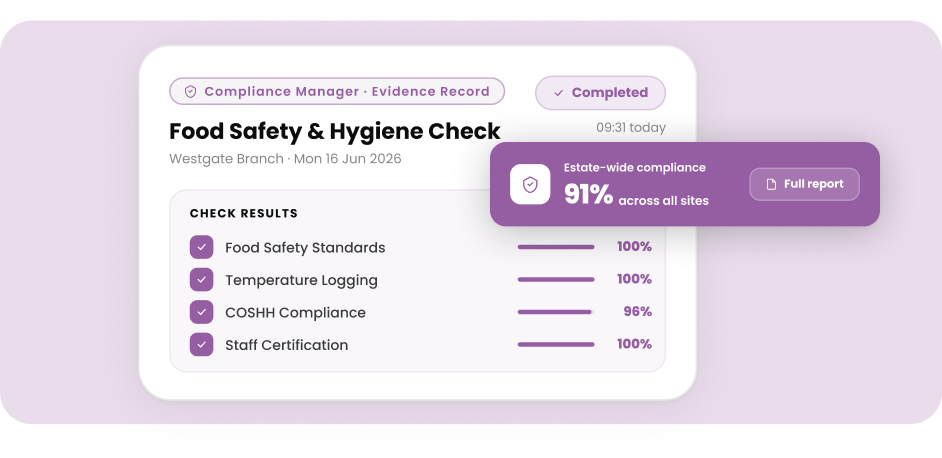 Compliance Manager · Evidence Record
Completed
Food Safety & Hygiene Check
09:31 today
Westgate Branch · Mon 16 Jun 2026
Estate-wide compliance
91% across all sites
Full report
CHECK RESULTS
Food Safety Standards 100%
Temperature Logging 100%
COSHH Compliance 96%
Staff Certification 100%